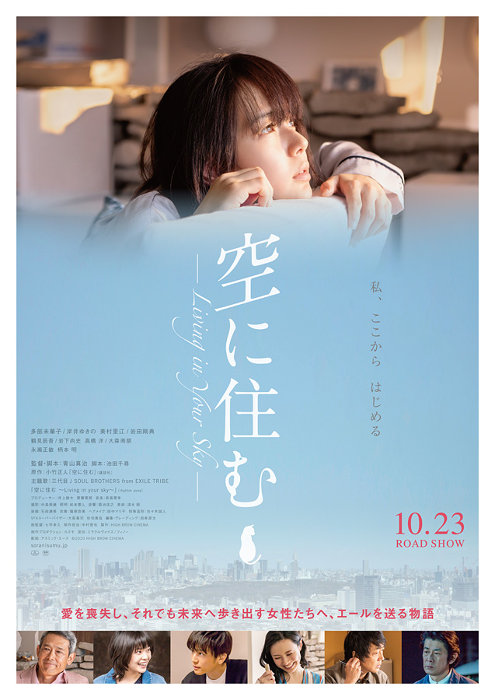 空に住む
—Living in Your Sky—
私、ここから はじめる
多部未華子/岸井ゆきの 美村里江/岩田剛典
鶴見辰吾/岩下尚史 髙橋 洋/大森南朋
永瀬正敏 柄本 明
監督・脚本:青山真治 脚本:池田千尋
原作:小竹正人「空に住む」(講談社)
主題歌:三代目 J SOUL BROTHERS from EXILE TRIBE
「空に住む ～Living in your sky～」(rhythm zone)
soranisumu.jp
10.23
ROAD SHOW
愛を喪失し、それでも未来へ歩き出す女性たちへ、エールを送る物語